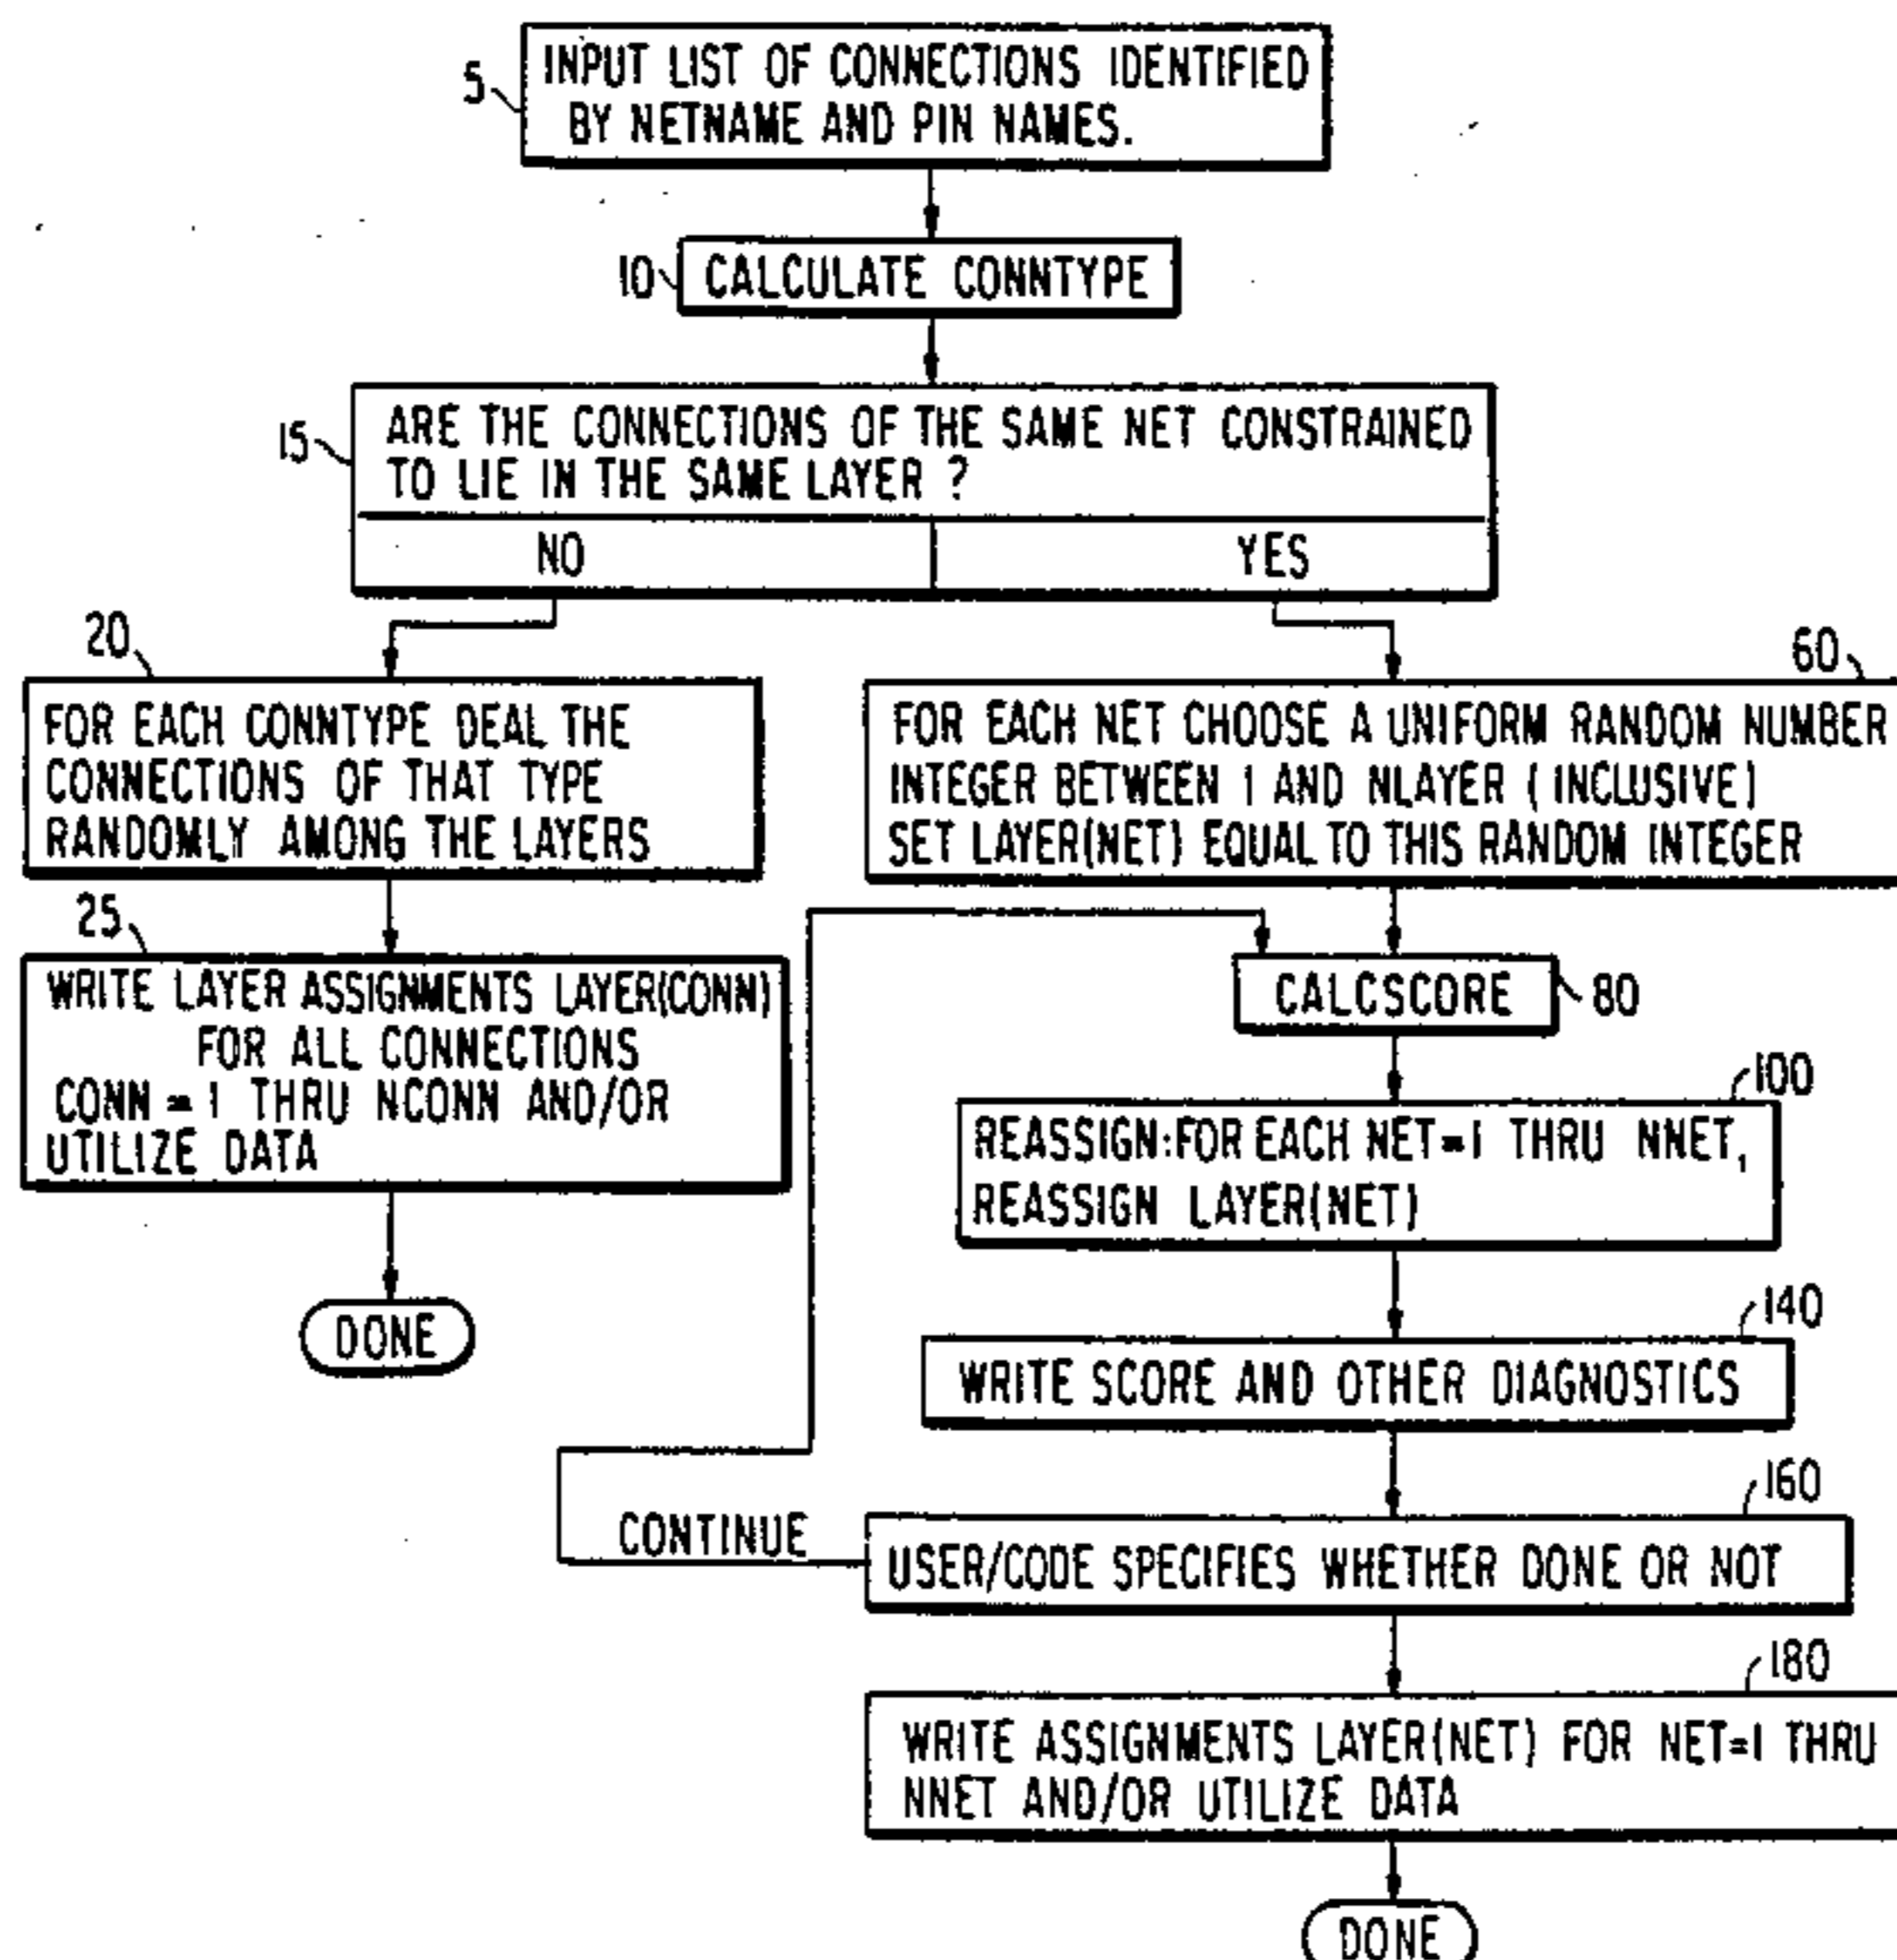 5
INPUT LIST OF CONNECTIONS IDENTIFIED
BY NETNAME AND PIN NAMES.
10
CALCULATE CONNTYPE
15
ARE THE CONNECTIONS OF THE SAME NET CONSTRAINED
TO LIE IN THE SAME LAYER ?
NO
YES
20
FOR EACH CONNTYPE DEAL THE
CONNECTIONS OF THAT TYPE
RANDOMLY AMONG THE LAYERS
25
WRITE LAYER ASSIGNMENTS LAYER(CONN)
FOR ALL CONNECTIONS
CONN = 1 THRU NCONN AND/OR
UTILIZE DATA
DONE
60
FOR EACH NET CHOOSE A UNIFORM RANDOM NUMBER
INTEGER BETWEEN 1 AND NLAYER (INCLUSIVE)
SET LAYER(NET) EQUAL TO THIS RANDOM INTEGER
CALCSCORE
80
100
REASSIGN:FOR EACH NET=1 THRU NNET,
REASSIGN LAYER(NET)
140
WRITE SCORE AND OTHER DIAGNOSTICS
160
CONTINUE
USER/CODE SPECIFIES WHETHER DONE OR NOT
180
WRITE ASSIGNMENTS LAYER(NET) FOR NET=1 THRU
NNET AND/OR UTILIZE DATA
DONE